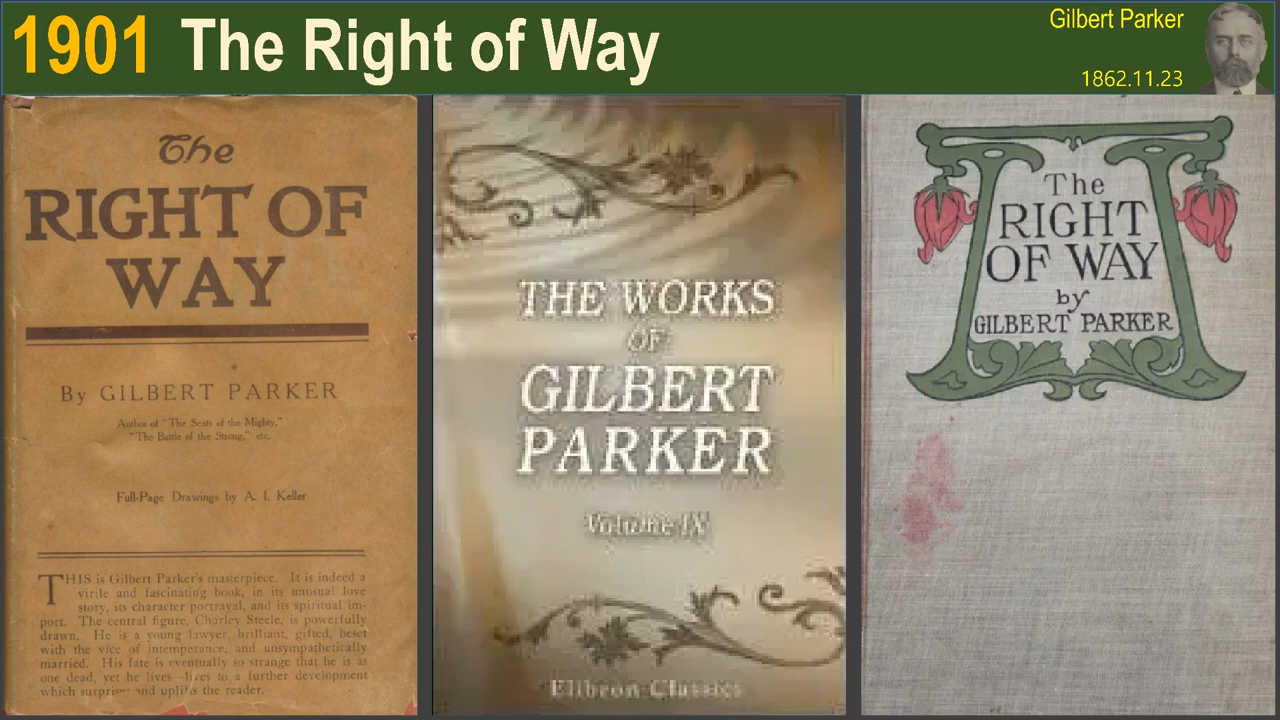 1901 The Right of Way
Gilbert Parker
1862.11.23
The
RIGHT OF
WAY
By GILBERT PARKER
Author of "The Seats of the Mighty,"
"The Battle of the Strong," etc.
Full-Page Drawings by A. I. Keller
THIS is Gilbert Parker's masterpiece. It is indeed a
virile and fascinating book, in its unusual love
story, its character portrayal, and its spiritual im-
port. The central figure, Charley Steele, is powerfully
drawn. He is a young lawyer, brilliant, gifted, beset
with the vice of intemperance, and unsympathetically
married. His fate is eventually so strange that he is as
one dead, yet he lives—lives to a further development
which surprises and uplifts the reader.
THE WORKS
OF
GILBERT
PARKER
Volume IX
Elibron Classics
The
RIGHT
OF WAY
by
GILBERT PARKER